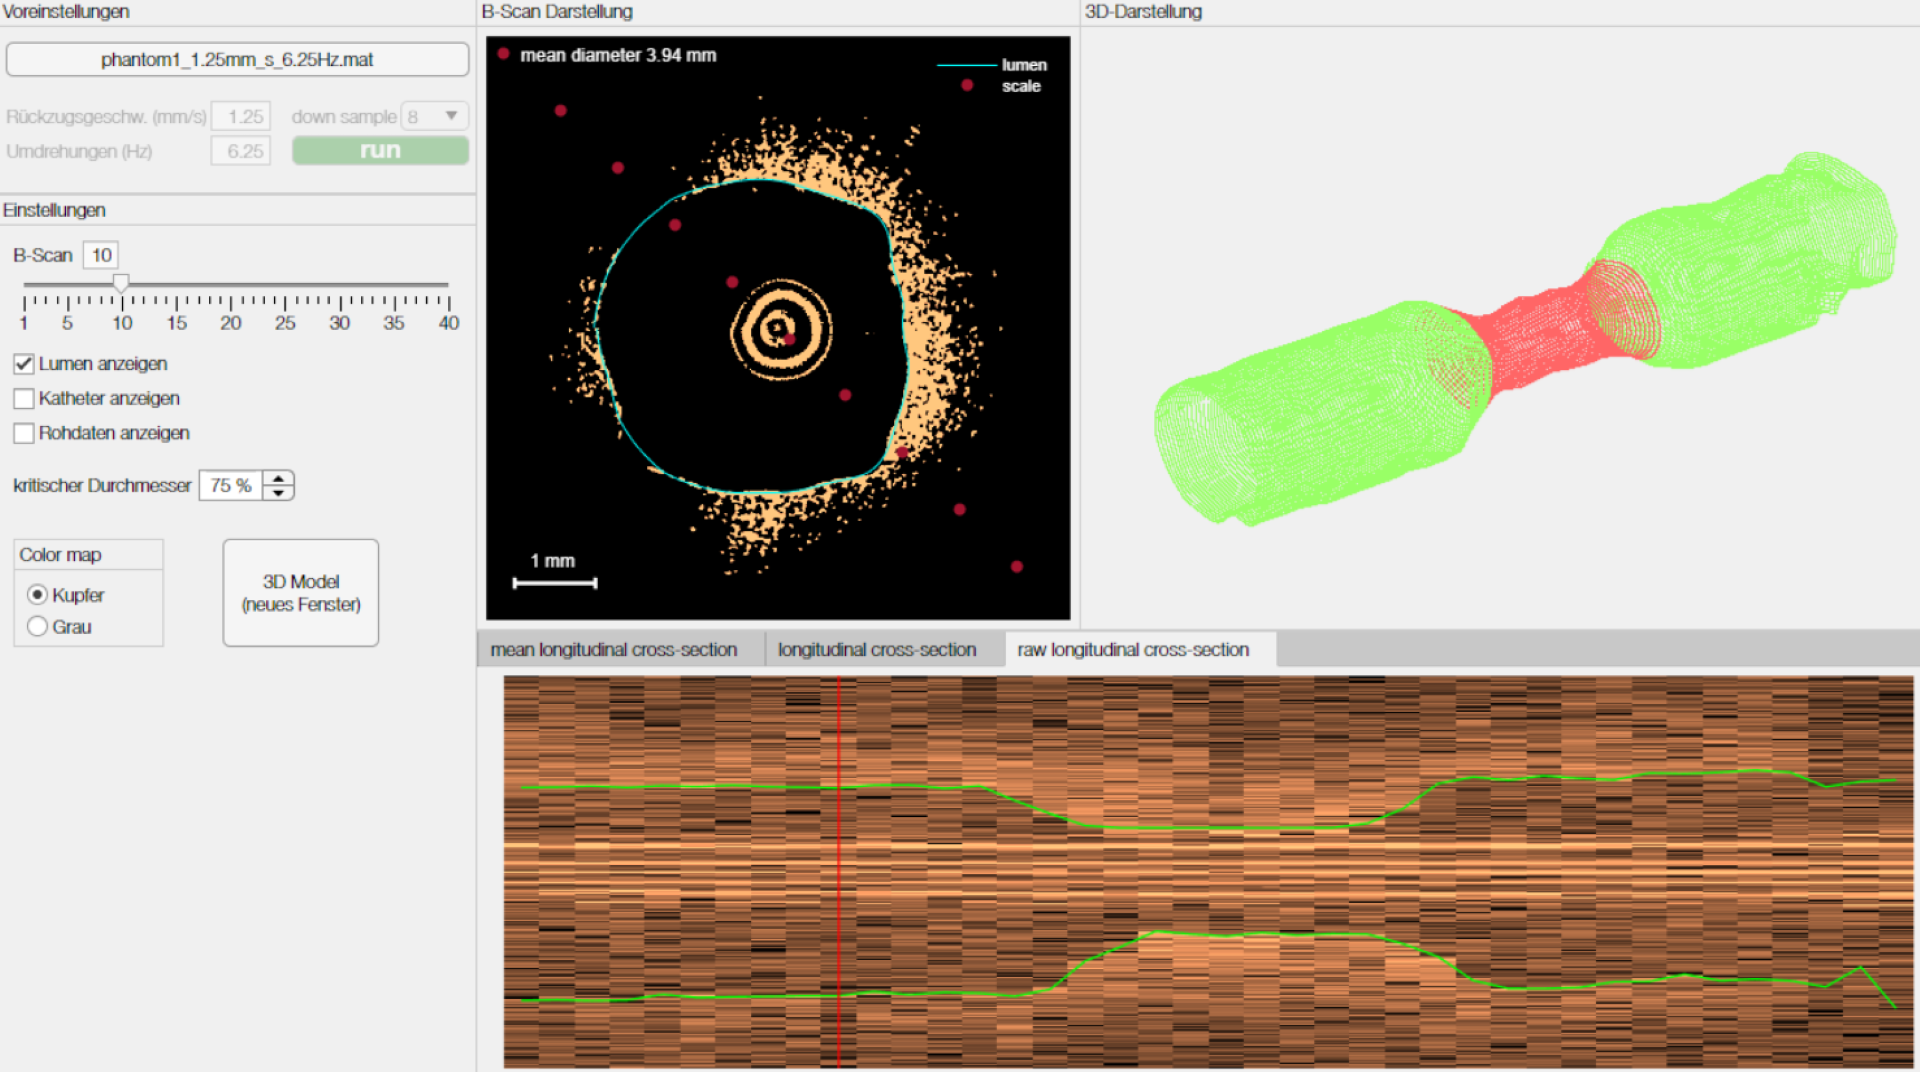 Voreinstellungen
phantom1_1.25mm_s_6.25Hz.mat
Rückzugsgeschw. (mm/s) 1.25 down sample 8
Umdrehungen (Hz) 6.25 run
Einstellungen
B-Scan 10
1 5 10 15 20 25 30 35 40
Lumen anzeigen
Katheter anzeigen
Rohdaten anzeigen
kritischer Durchmesser 75 %
Color map
Kupfer
Grau
3D Model
(neues Fenster)
B-Scan Darstellung
mean diameter 3.94 mm
lumen
scale
1 mm
3D-Darstellung
mean longitudinal cross-section longitudinal cross-section raw longitudinal cross-section